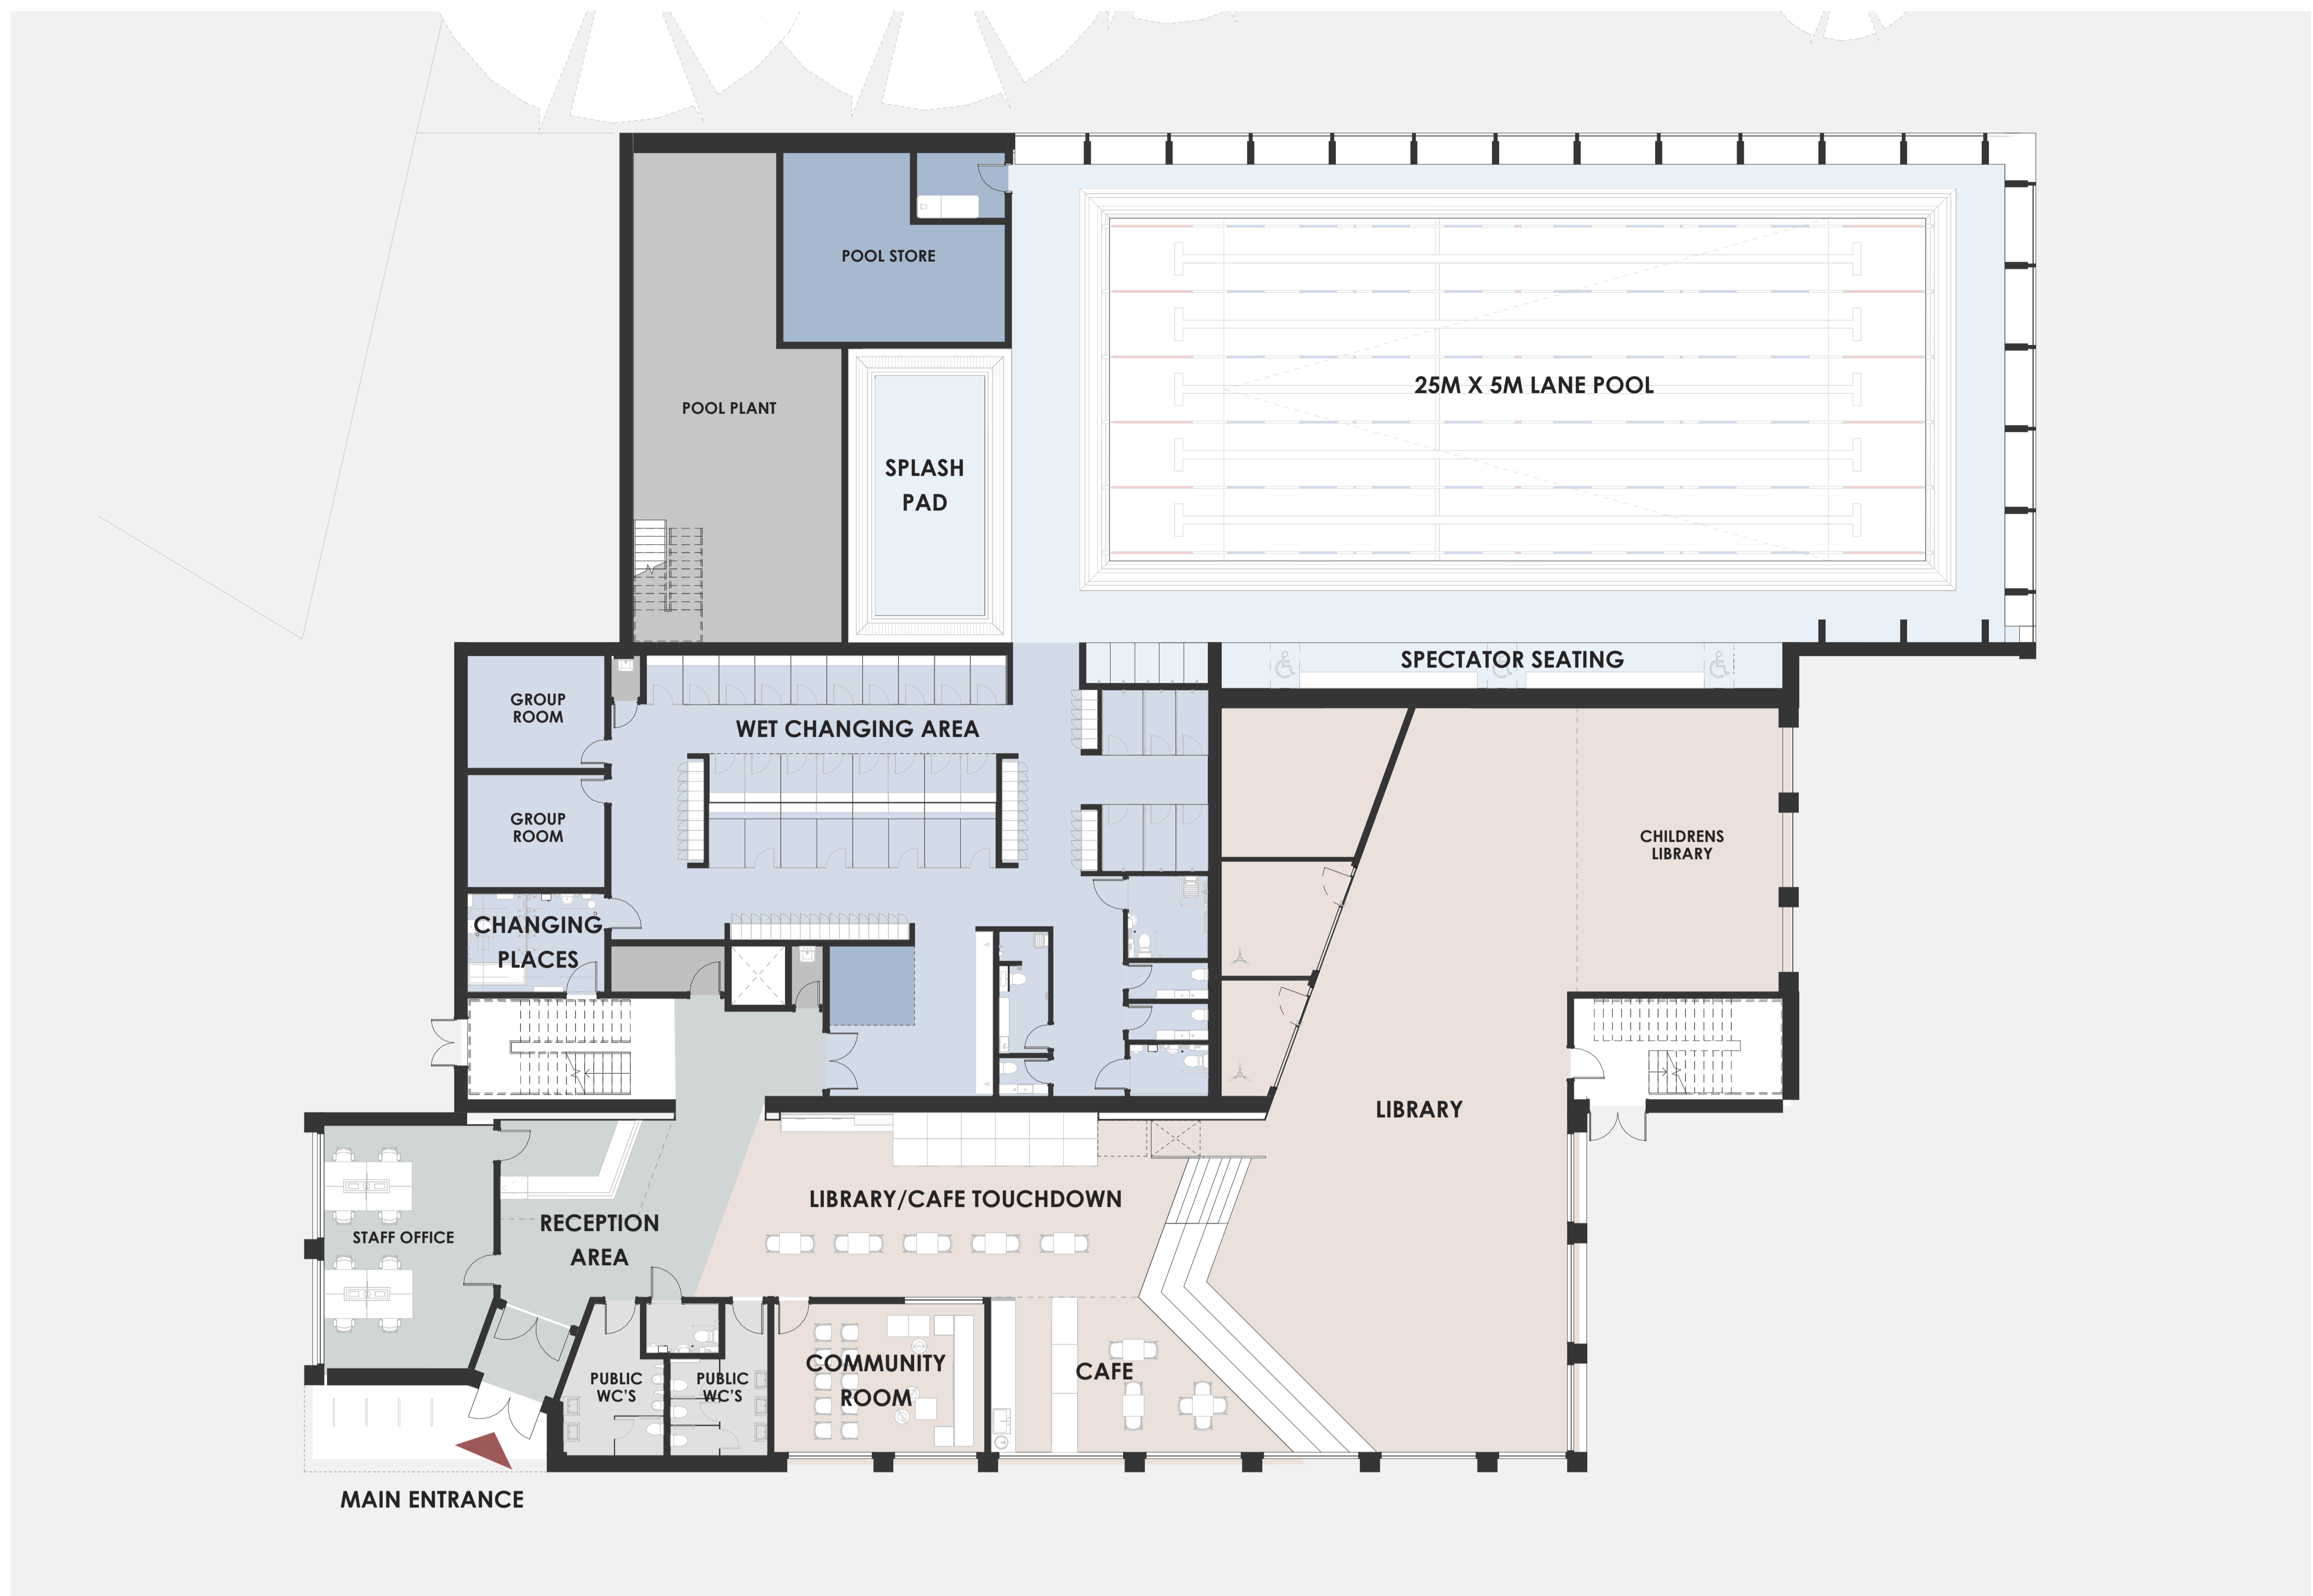 POOL STORE
25M X 5M LANE POOL
POOL PLANT
SPLASH
PAD
SPECTATOR SEATING
GROUP
ROOM
WET CHANGING AREA
GROUP
ROOM
CHILDRENS
LIBRARY
CHANGING
PLACES
LIBRARY
LIBRARY/CAFE TOUCHDOWN
RECEPTION
AREA
STAFF OFFICE
COMMUNITY
ROOM
CAFE
PUBLIC
WC'S
PUBLIC
WC'S
MAIN ENTRANCE